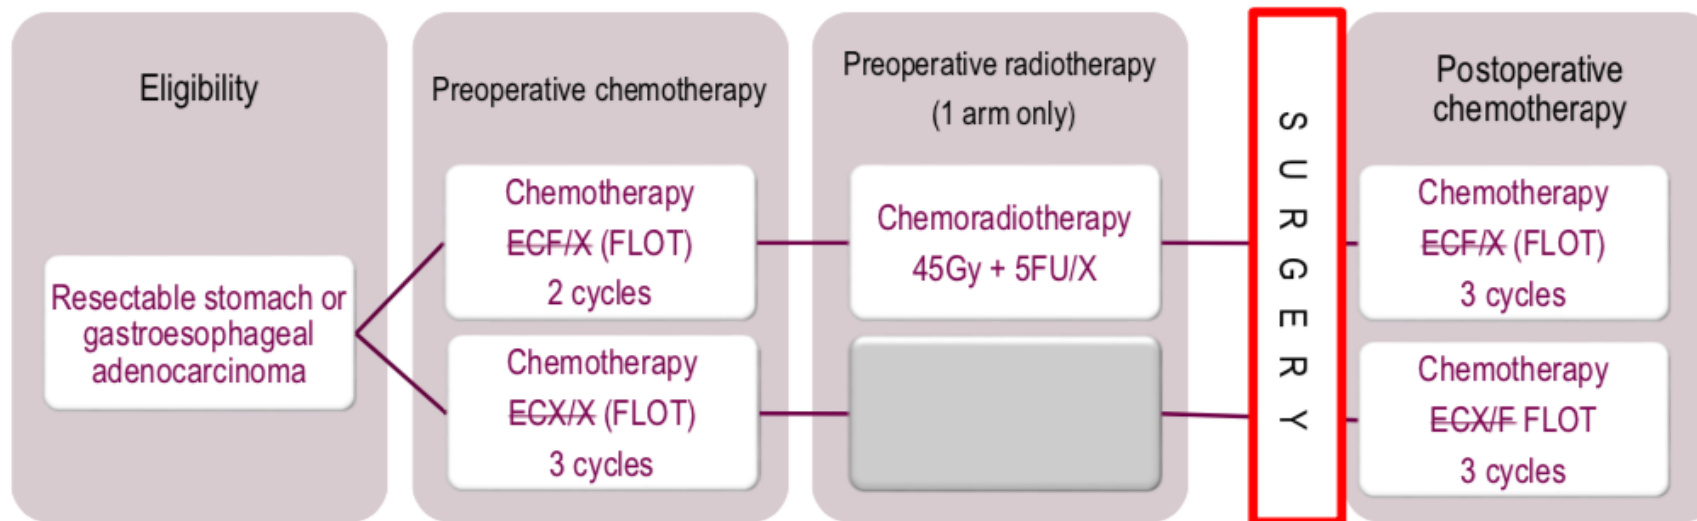 Eligibility
Resectable stomach or
gastroesophageal
adenocarcinoma
Preoperative chemotherapy
Chemotherapy
ECF/X (FLOT)
2 cycles
Chemotherapy
ECX/X (FLOT)
3 cycles
Preoperative radiotherapy
(1 arm only)
Chemoradiotherapy
45Gy + 5FU/X
SURGERY
Postoperative
chemotherapy
Chemotherapy
ECF/X (FLOT)
3 cycles
Chemotherapy
ECX/F FLOT
3 cycles